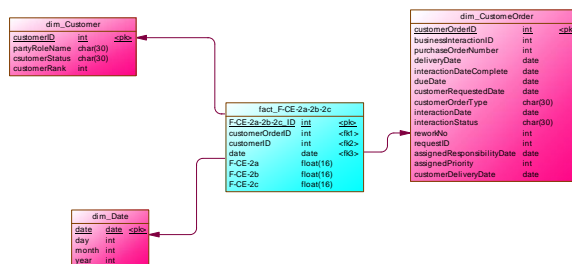 dim_Customer
customerID int <pk>
partyRoleName char(30)
csutumerStatus char(30)
customerRank int
dim_CustomeOrder
customerOrderID int <pk>
businessInteractionID int
purchaseOrderNumber int
deliveryDate date
interactionDateComplete date
dueDate date
customerRequestedDate date
customerOrderType char(30)
interactionDate date
interactionStatus char(30)
reworkNo int
requestID int
assignedResponsibilityDate date
assignedPriority int
customerDeliveryDate date
fact_F-CE-2a-2b-2c
F-CE-2a-2b-2c_ID int <pk>
customerOrderID int <fk1>
customerID int <fk2>
date date <fk3>
F-CE-2a float(16)
F-CE-2b float(16)
F-CE-2c float(16)
dim_Date
date date <pk>
day int
month int
year int